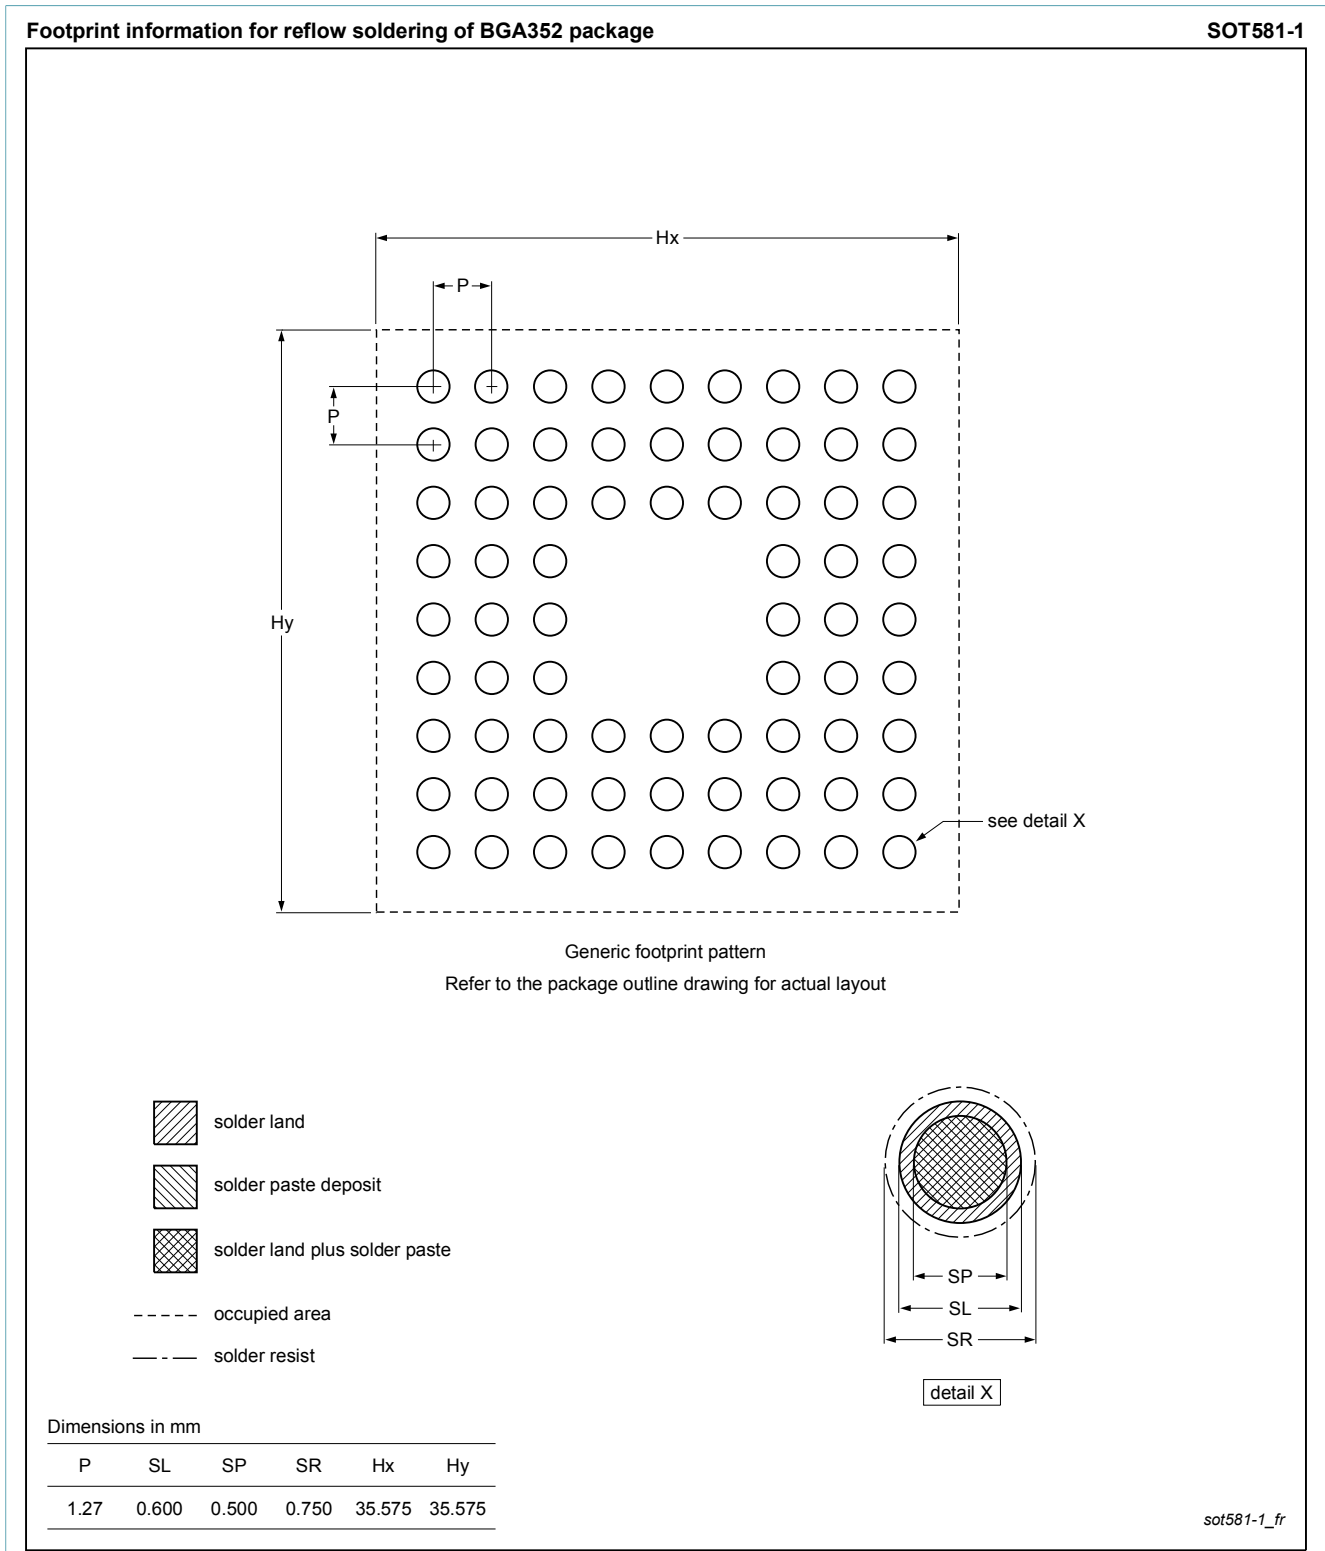 Footprint information for reflow soldering of BGA352 package SOT581-1
Hx
P
P
Hy
see detail X
Generic footprint pattern
Refer to the package outline drawing for actual layout
solder land
solder paste deposit
solder land plus solder paste
occupied area
solder resist
SP
SL
SR
detail X
Dimensions in mm
P SL SP SR Hx Hy
1.27 0.600 0.500 0.750 35.575 35.575
sot581-1_fr